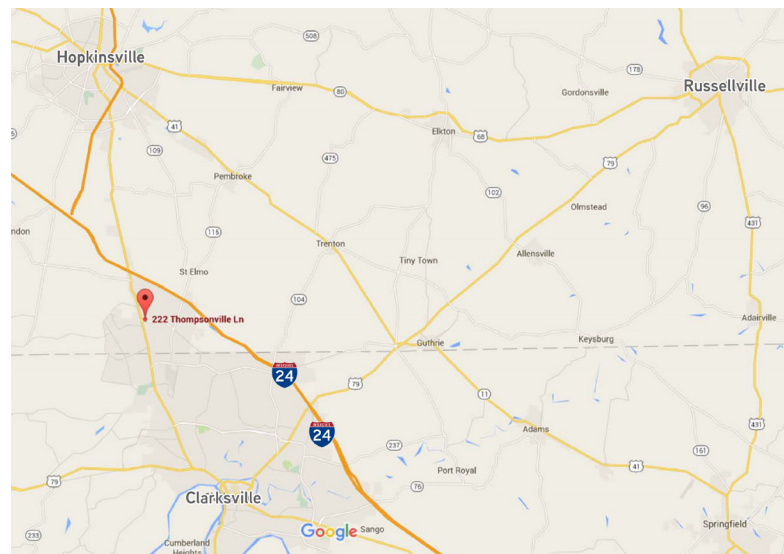 508
Hopkinsville
178
Russellville
Fairview
80
Gordonsville
41
Elkton
68
109
475
79
Pembroke
102
Olmstead
96
115
431
ndon
Trenton
Allensville
St Elmo
Tiny Town
104
222 Thompsonville Ln
Adairville
Guthrie
Keysburg
INTERSTATE
24
79
11
INTERSTATE
24
431
Adams
237
41
161
Port Royal
79
76
Clarksville
Springfield
233
Google
Sango
Cumberland
Heights